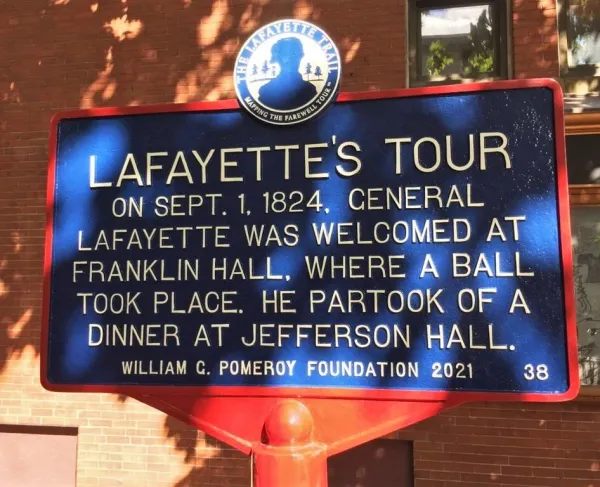 THE LAFAYETTE TRAIL
MAPPING THE FAREWELL TOUR
LAFAYETTE'S TOUR
ON SEPT. 1, 1824, GENERAL
LAFAYETTE WAS WELCOMED AT
FRANKLIN HALL, WHERE A BALL
TOOK PLACE. HE PARTOOK OF A
DINNER AT JEFFERSON HALL.
WILLIAM G. POMEROY FOUNDATION 2021 38